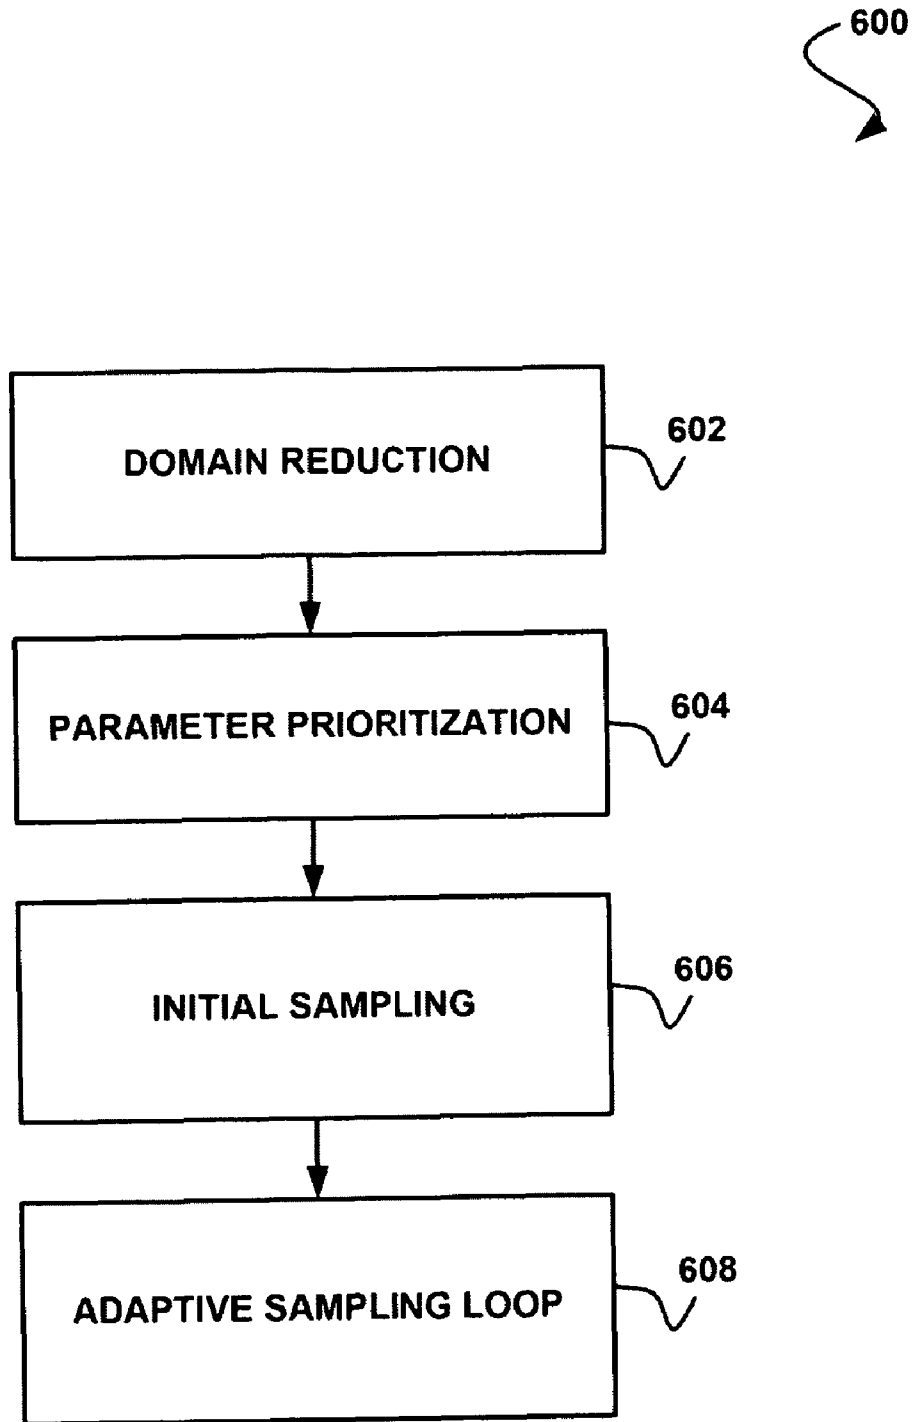 600
DOMAIN REDUCTION
602
PARAMETER PRIORITIZATION
604
INITIAL SAMPLING
606
ADAPTIVE SAMPLING LOOP
608